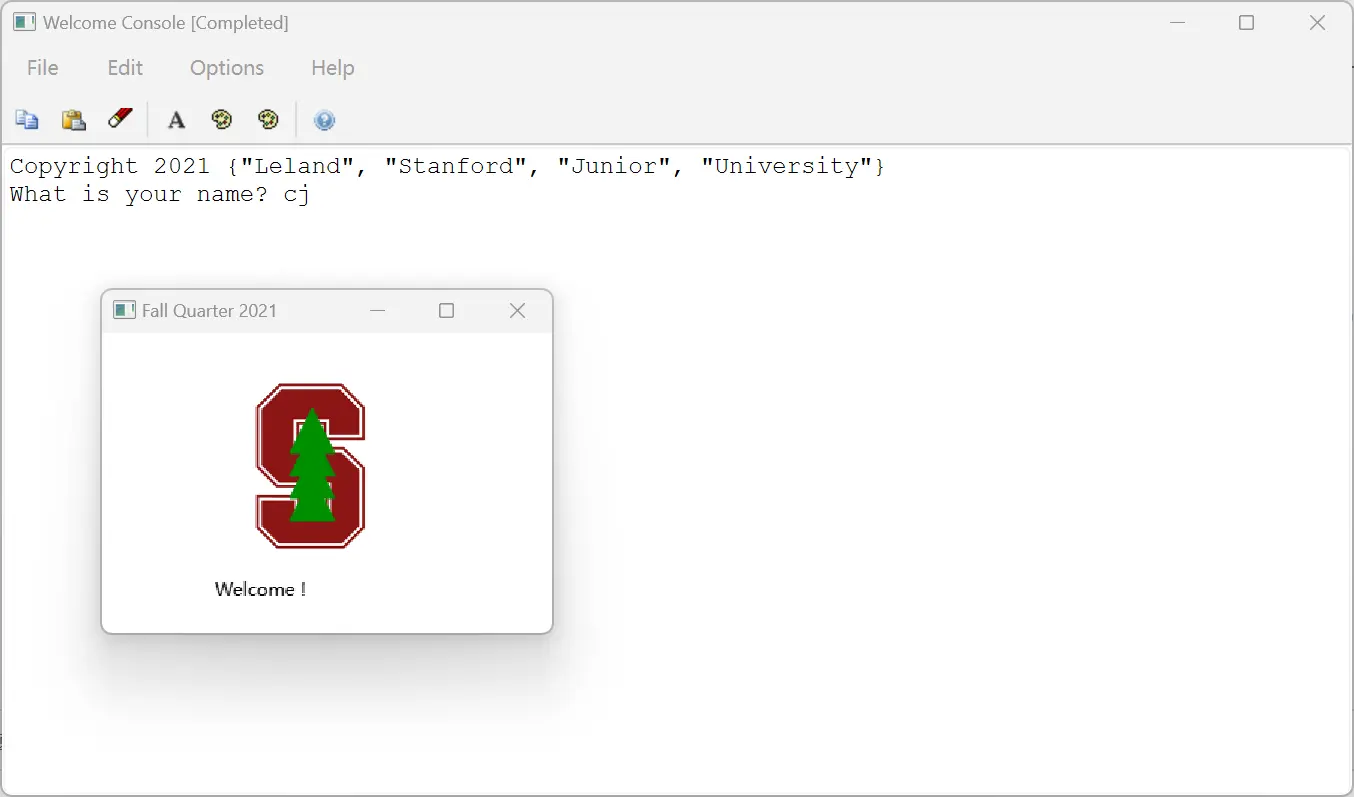 Welcome Console [Completed]
File Edit Options Help
A
Copyright 2021 {"Leland", "Stanford", "Junior", "University"}
What is your name? cj
Fall Quarter 2021
S
Welcome !